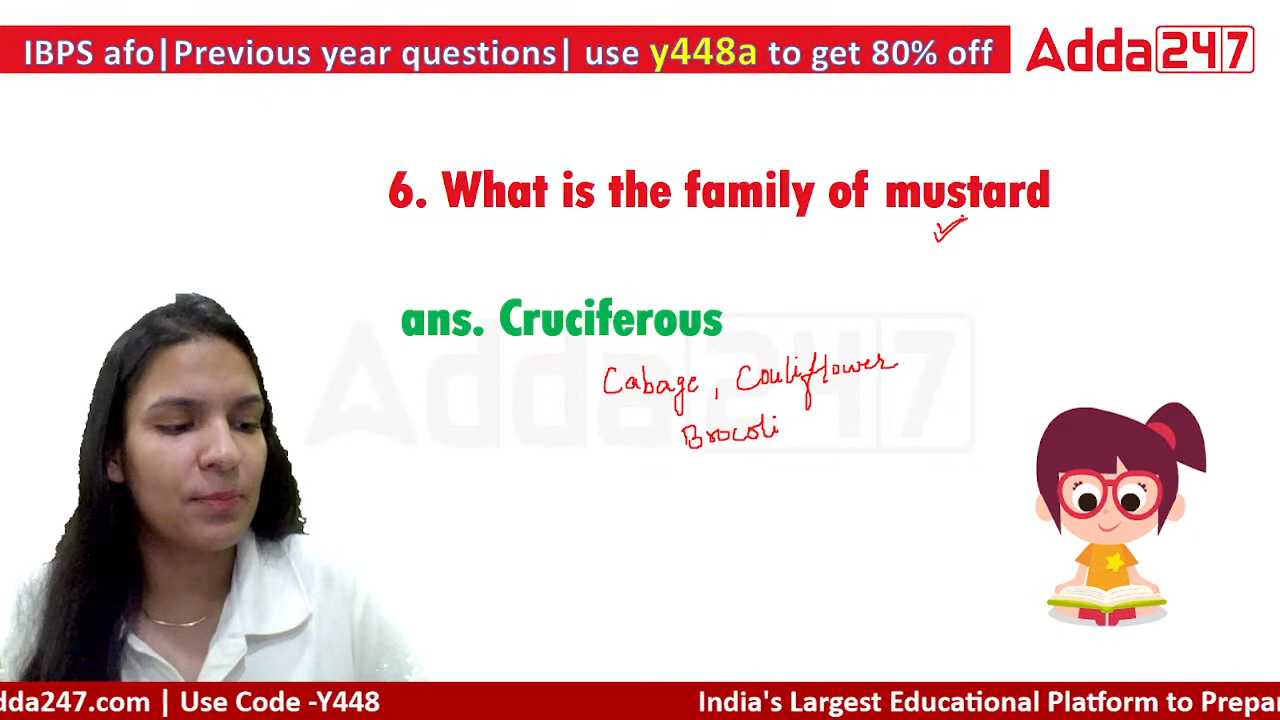 IBPS afo|Previous year questions| use y448a to get 80% off
Adda247
6. What is the family of mustard
ans. Cruciferous
Cabage, Couliflower
Brocoli
Adda247
dda247.com | Use Code -Y448
India's Largest Educational Platform to Prepar